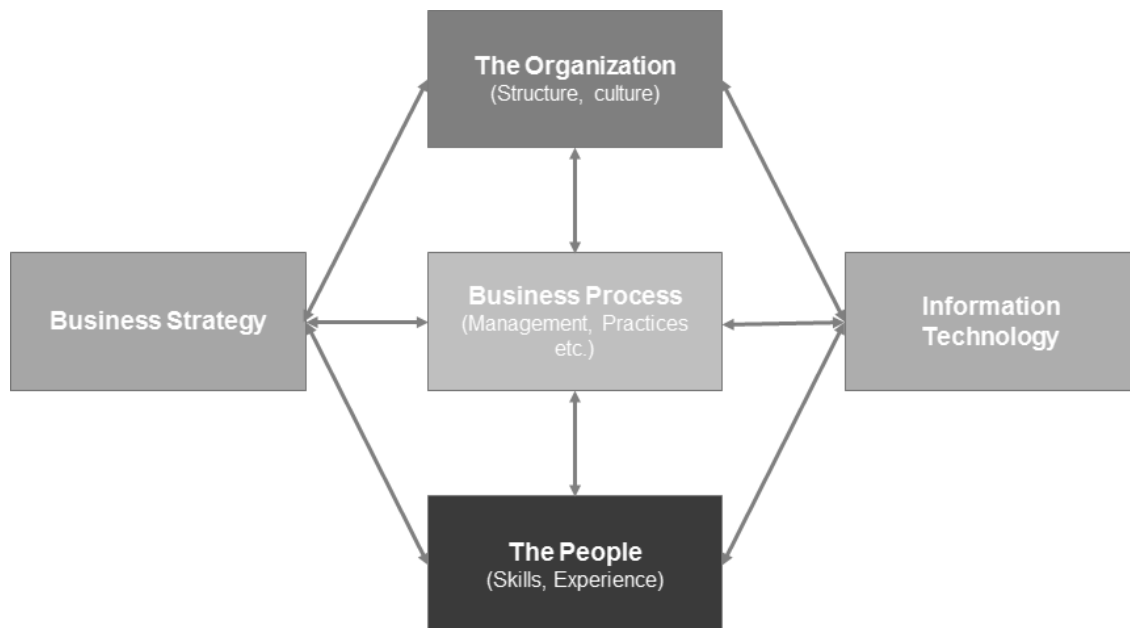 The Organization
(Structure, culture)
Business Strategy
Business Process
(Management, Practices
etc.)
Information
Technology
The People
(Skills, Experience)